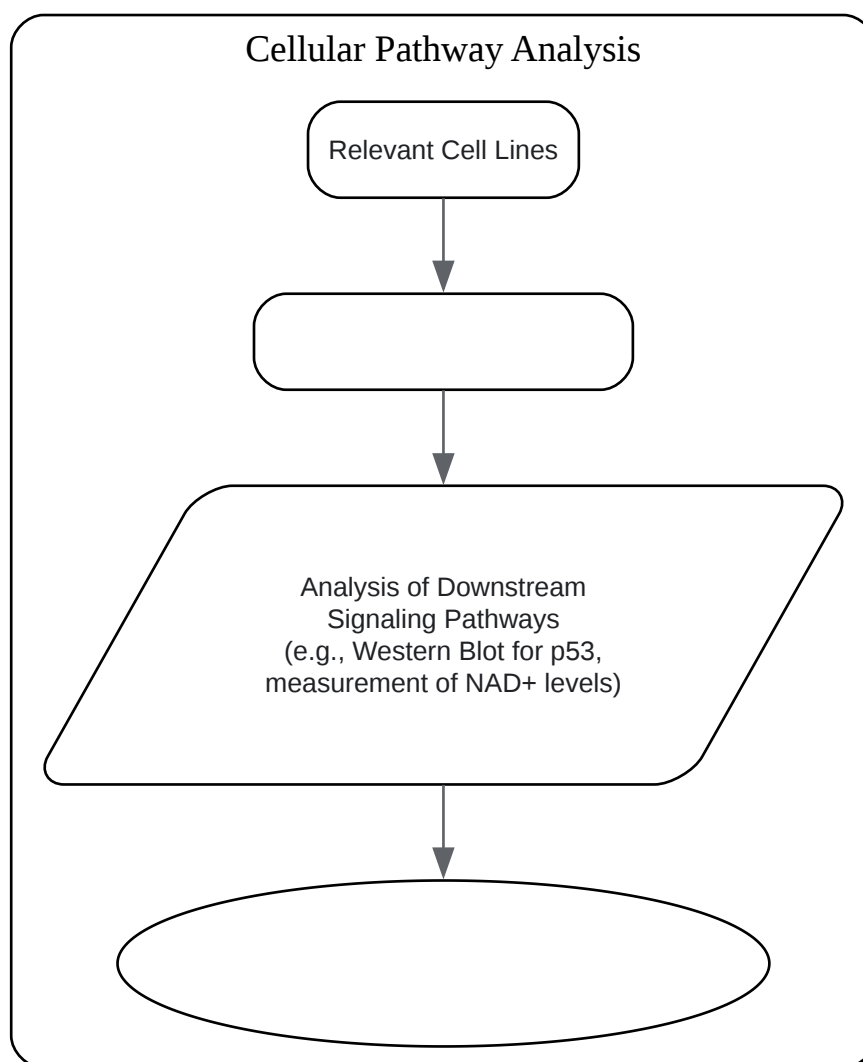 Cellular Pathway Analysis
Relevant Cell Lines
Analysis of Downstream
Signaling Pathways
(e.g., Western Blot for p53,
measurement of NAD+ levels)